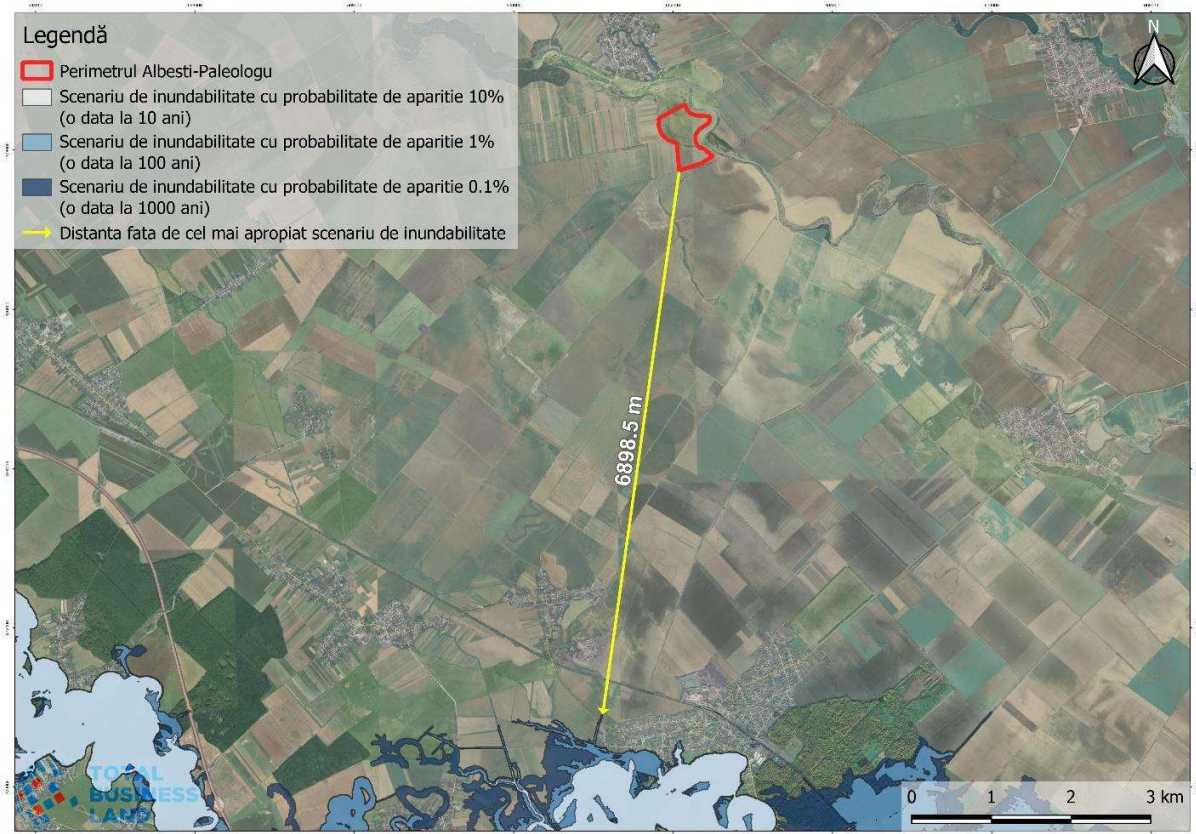 Legendă
Perimetrul Albesti-Paleologu
Scenariu de inundabilitate cu probabilitate de aparitie 10%
(o data la 10 ani)
Scenariu de inundabilitate cu probabilitate de aparitie 1%
(o data la 100 ani)
Scenariu de inundabilitate cu probabilitate de aparitie 0.1%
(o data la 1000 ani)
Distanta fata de cel mai apropiat scenariu de inundabilitate
N
6898.5 m
TOTAL
BUSINESS
LAND
0 1 2 3 km